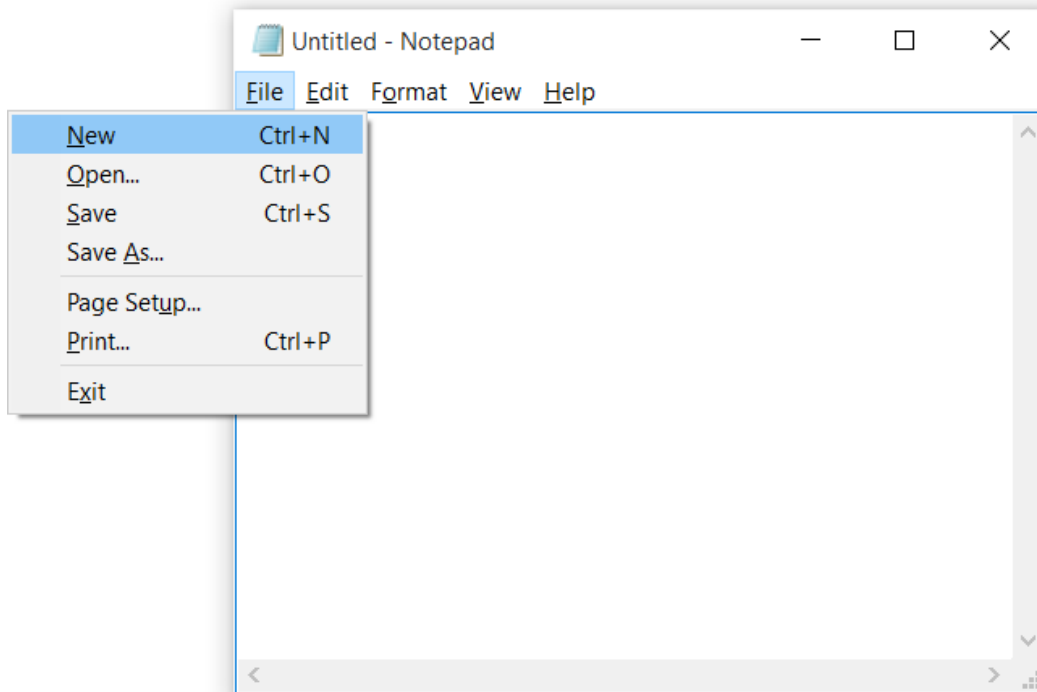 Untitled - Notepad
File Edit Format View Help
New Ctrl+N
Open... Ctrl+O
Save Ctrl+S
Save As...
Page Setup...
Print... Ctrl+P
Exit